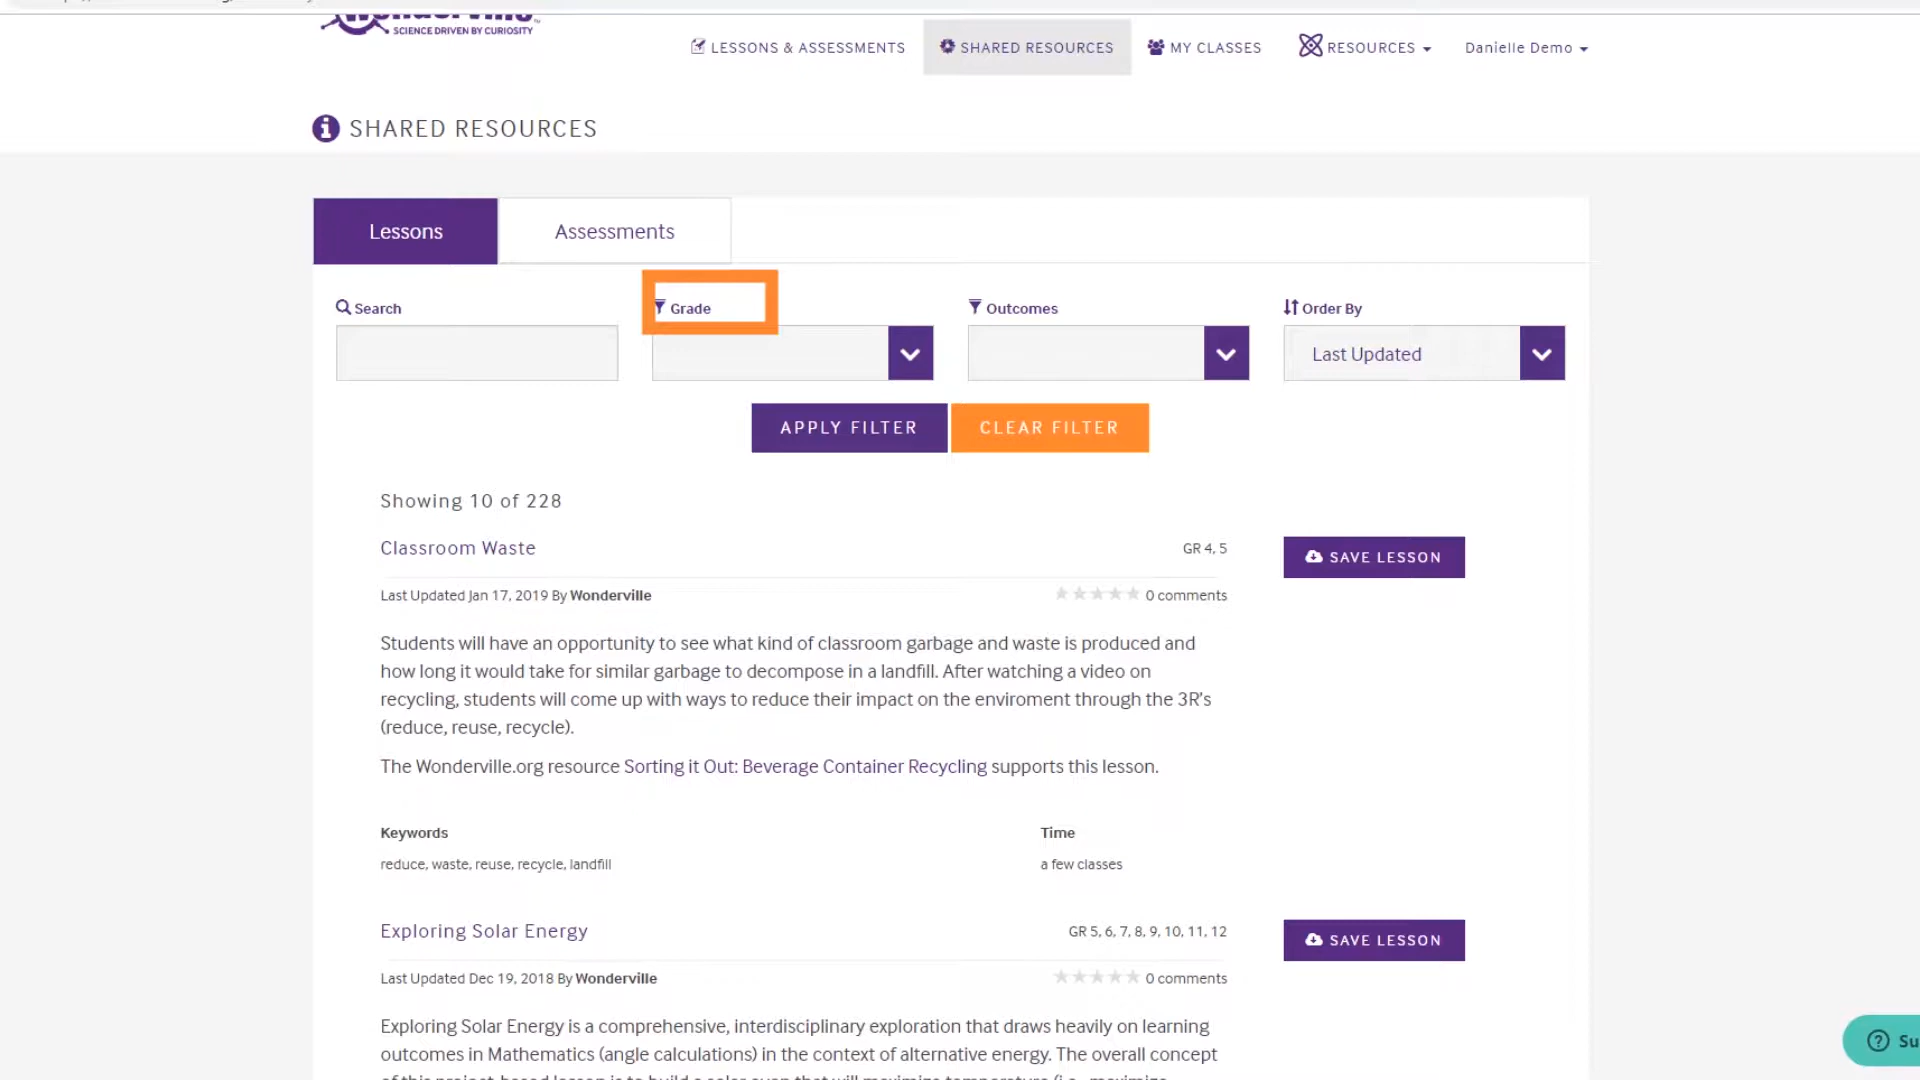 SCIENCE DRIVEN BY CURIOSITY
LESSONS & ASSESSMENTS
SHARED RESOURCES
MY CLASSES
RESOURCES
Danielle Demo
SHARED RESOURCES
Lessons
Assessments
Search
Grade
Outcomes
Order By
Last Updated
APPLY FILTER
CLEAR FILTER
Showing 10 of 228
Classroom Waste
GR 4, 5
SAVE LESSON
Last Updated Jan 17, 2019 By Wonderville
0 comments
Students will have an opportunity to see what kind of classroom garbage and waste is produced and
how long it would take for similar garbage to decompose in a landfill. After watching a video on
recycling, students will come up with ways to reduce their impact on the enviroment through the 3R's
(reduce, reuse, recycle).
The Wonderville.org resource Sorting it Out: Beverage Container Recycling supports this lesson.
Keywords
Time
reduce, waste, reuse, recycle, landfill
a few classes
Exploring Solar Energy
GR 5, 6, 7, 8, 9, 10, 11, 12
SAVE LESSON
Last Updated Dec 19, 2018 By Wonderville
0 comments
Exploring Solar Energy is a comprehensive, interdisciplinary exploration that draws heavily on learning
outcomes in Mathematics (angle calculations) in the context of alternative energy. The overall concept
Su